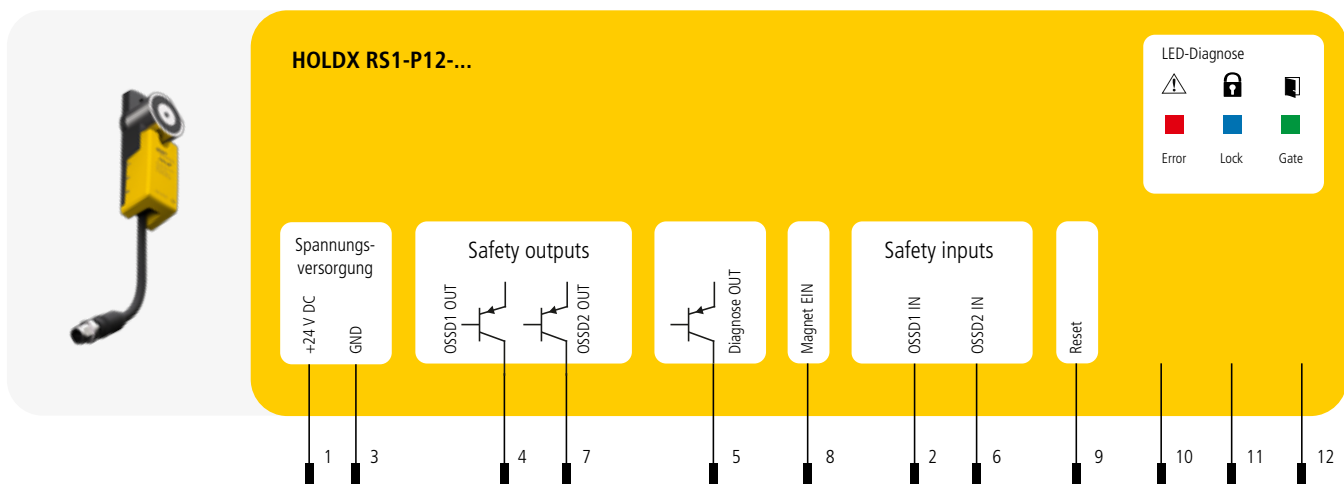 HOLDX RS1-P12-...
LED-Diagnose
Error Lock Gate
Spannungs-
versorgung
+24 V DC
GND
Safety outputs
OSSD1 OUT
OSSD2 OUT
Diagnose OUT
Magnet EIN
Safety inputs
OSSD1 IN
OSSD2 IN
Reset
1 3 4 7 5 8 2 6 9 10 11 12